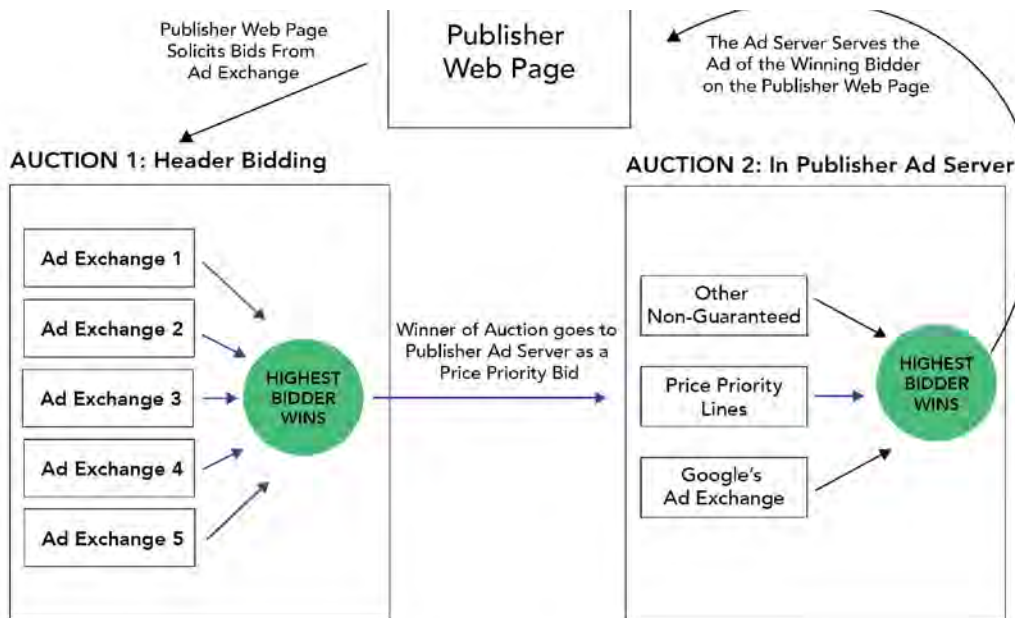 Publisher Web Page
Solicits Bids From
Ad Exchange
Publisher
Web Page
The Ad Server Serves the
Ad of the Winning Bidder
on the Publisher Web Page
AUCTION 1: Header Bidding
Ad Exchange 1
Ad Exchange 2
Ad Exchange 3
Ad Exchange 4
Ad Exchange 5
HIGHEST
BIDDER
WINS
Winner of Auction goes to
Publisher Ad Server as a
Price Priority Bid
AUCTION 2: In Publisher Ad Server
Other
Non-Guaranteed
Price Priority
Lines
Google's
Ad Exchange
HIGHEST
BIDDER
WINS